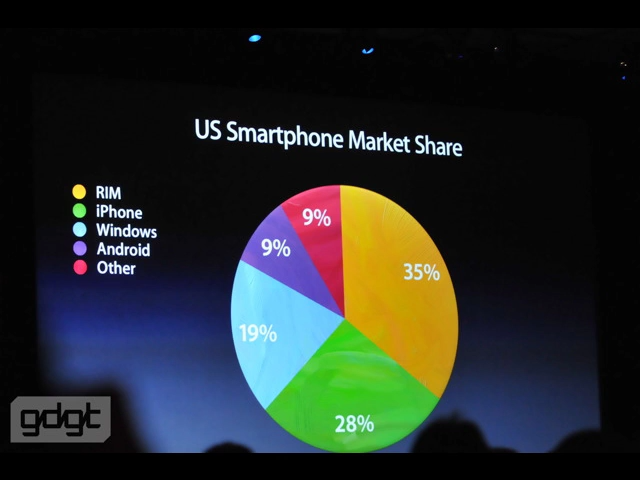 US Smartphone Market Share
RIM
iPhone
Windows
Android
Other
9%
9%
35%
19%
28%
gdgt